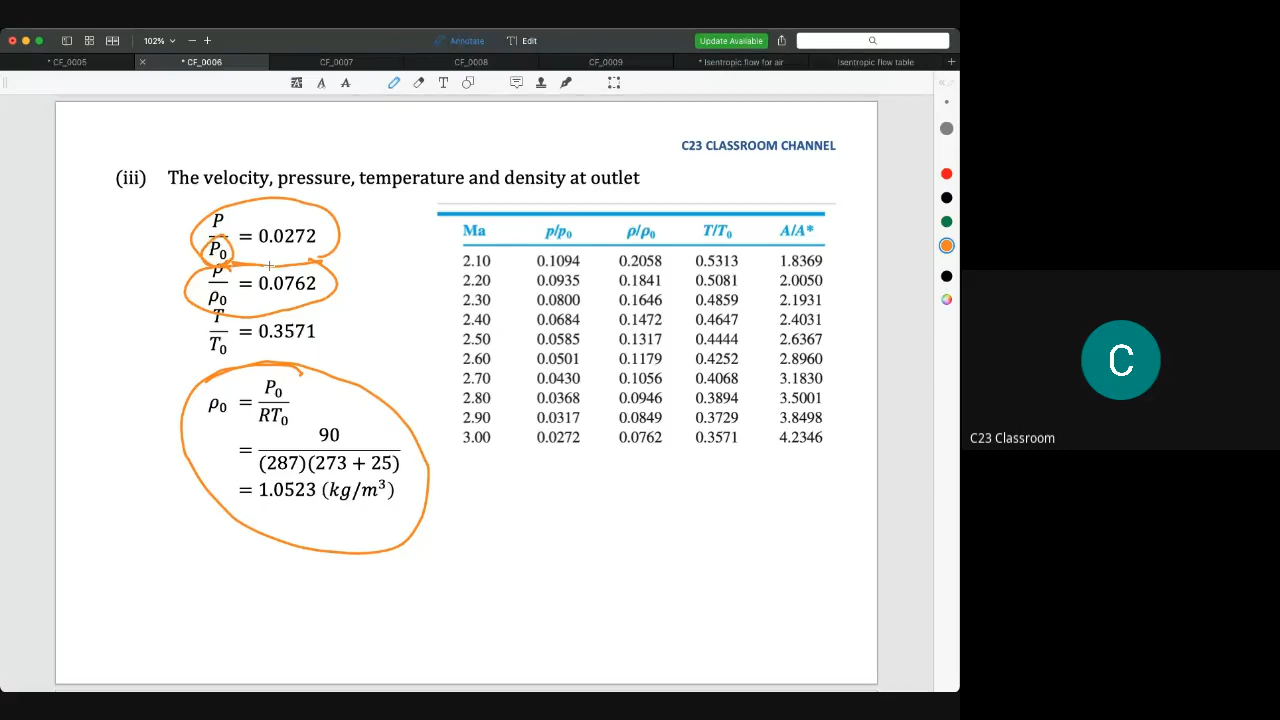 102%
Annotate
Edit
Update Available
* CF_0005
* CF_0006
CF_0007
CF_0008
CF_0009
* Isentropic flow for air
Isentropic flow table
C23 CLASSROOM CHANNEL
(iii) The velocity, pressure, temperature and density at outlet
P/P₀ = 0.0272
ρ/ρ₀ = 0.0762
T/T₀ = 0.3571
ρ₀ = P₀/RT₀
= 90/(287)(273 + 25)
= 1.0523 (kg/m³)
Ma p/p₀ ρ/ρ₀ T/T₀ A/A*
2.10 0.1094 0.2058 0.5313 1.8369
2.20 0.0935 0.1841 0.5081 2.0050
2.30 0.0800 0.1646 0.4859 2.1931
2.40 0.0684 0.1472 0.4647 2.4031
2.50 0.0585 0.1317 0.4444 2.6367
2.60 0.0501 0.1179 0.4252 2.8960
2.70 0.0430 0.1056 0.4068 3.1830
2.80 0.0368 0.0946 0.3894 3.5001
2.90 0.0317 0.0849 0.3729 3.8498
3.00 0.0272 0.0762 0.3571 4.2346
C
C23 Classroom